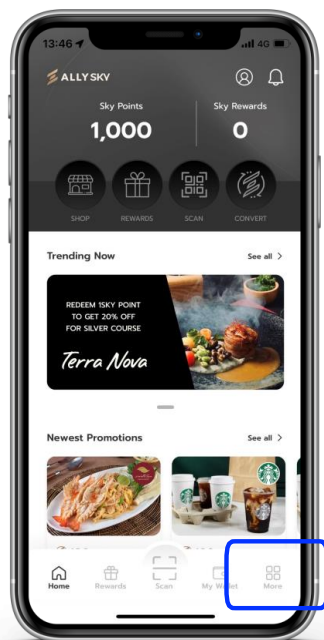 13:46
4G
ALLYSKY
Sky Points
Sky Rewards
1,000
0
SHOP
REWARDS
SCAN
CONVERT
Trending Now
See all >
REDEEM 1SKY POINT
TO GET 20% OFF
FOR SILVER COURSE
Terra Nova
Newest Promotions
See all >
Home
Rewards
Scan
My Wallet
More